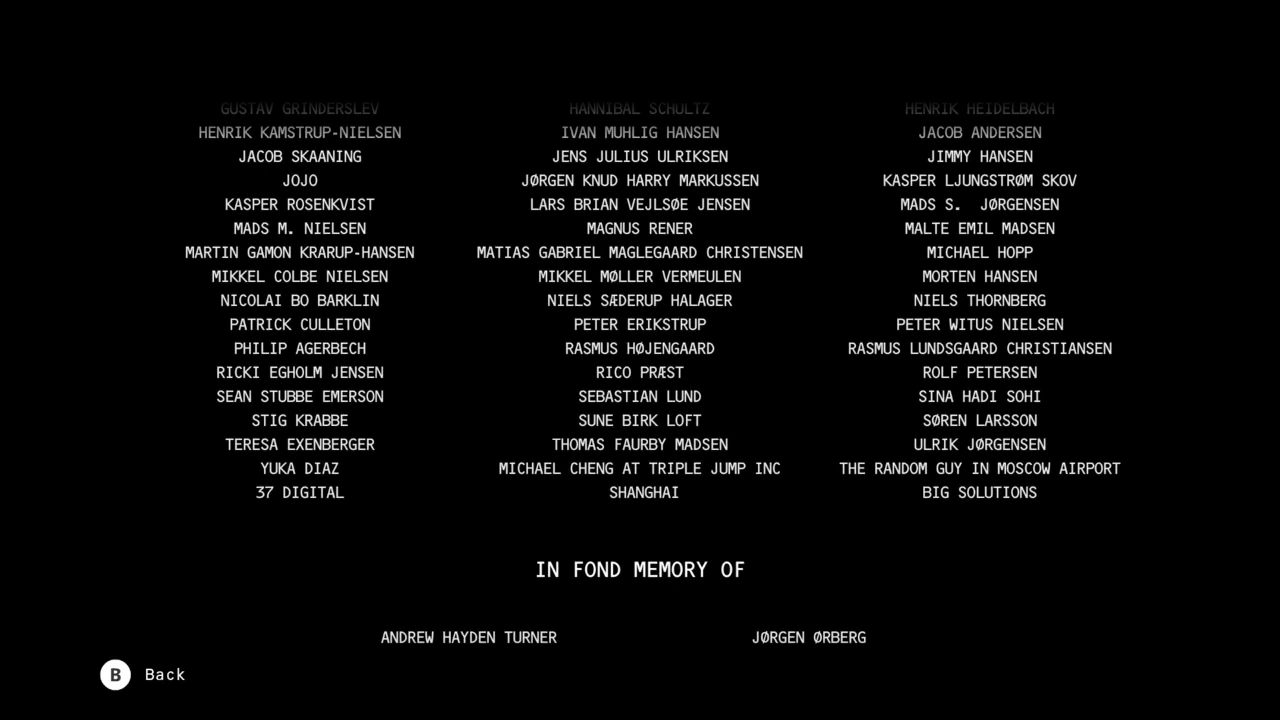 GUSTAV GRINDERSLEV HANNIBAL SCHULTZ HENRIK HEIDELBACH
HENRIK KAMSTRUP-NIELSEN IVAN MUHLIG HANSEN JACOB ANDERSEN
JACOB SKAANING JENS JULIUS ULRIKSEN JIMMY HANSEN
JOJO JØRGEN KNUD HARRY MARKUSSEN KASPER LJUNGSTRØM SKOV
KASPER ROSENKVIST LARS BRIAN VEJLSØE JENSEN MADS S. JØRGENSEN
MADS M. NIELSEN MAGNUS RENER MALTE EMIL MADSEN
MARTIN GAMON KRARUP-HANSEN MATIAS GABRIEL MAGLEGAARD CHRISTENSEN MICHAEL HOPP
MIKKEL COLBE NIELSEN MIKKEL MØLLER VERMEULEN MORTEN HANSEN
NICOLAI BO BARKLIN NIELS SÆDERUP HALAGER NIELS THORNBERG
PATRICK CULLETON PETER ERIKSTRUP PETER WITUS NIELSEN
PHILIP AGERBECH RASMUS HØJENGAARD RASMUS LUNDSGAARD CHRISTIANSEN
RICKI EGHOLM JENSEN RICO PRÆST ROLF PETERSEN
SEAN STUBBE EMERSON SEBASTIAN LUND SINA HADI SOHI
STIG KRABBE SUNE BIRK LOFT SØREN LARSSON
TERESA EXENBERGER THOMAS FAURBY MADSEN ULRIK JØRGENSEN
YUKA DIAZ MICHAEL CHENG AT TRIPLE JUMP INC THE RANDOM GUY IN MOSCOW AIRPORT
37 DIGITAL SHANGHAI BIG SOLUTIONS
IN FOND MEMORY OF
ANDREW HAYDEN TURNER JØRGEN ØRBERG
B Back